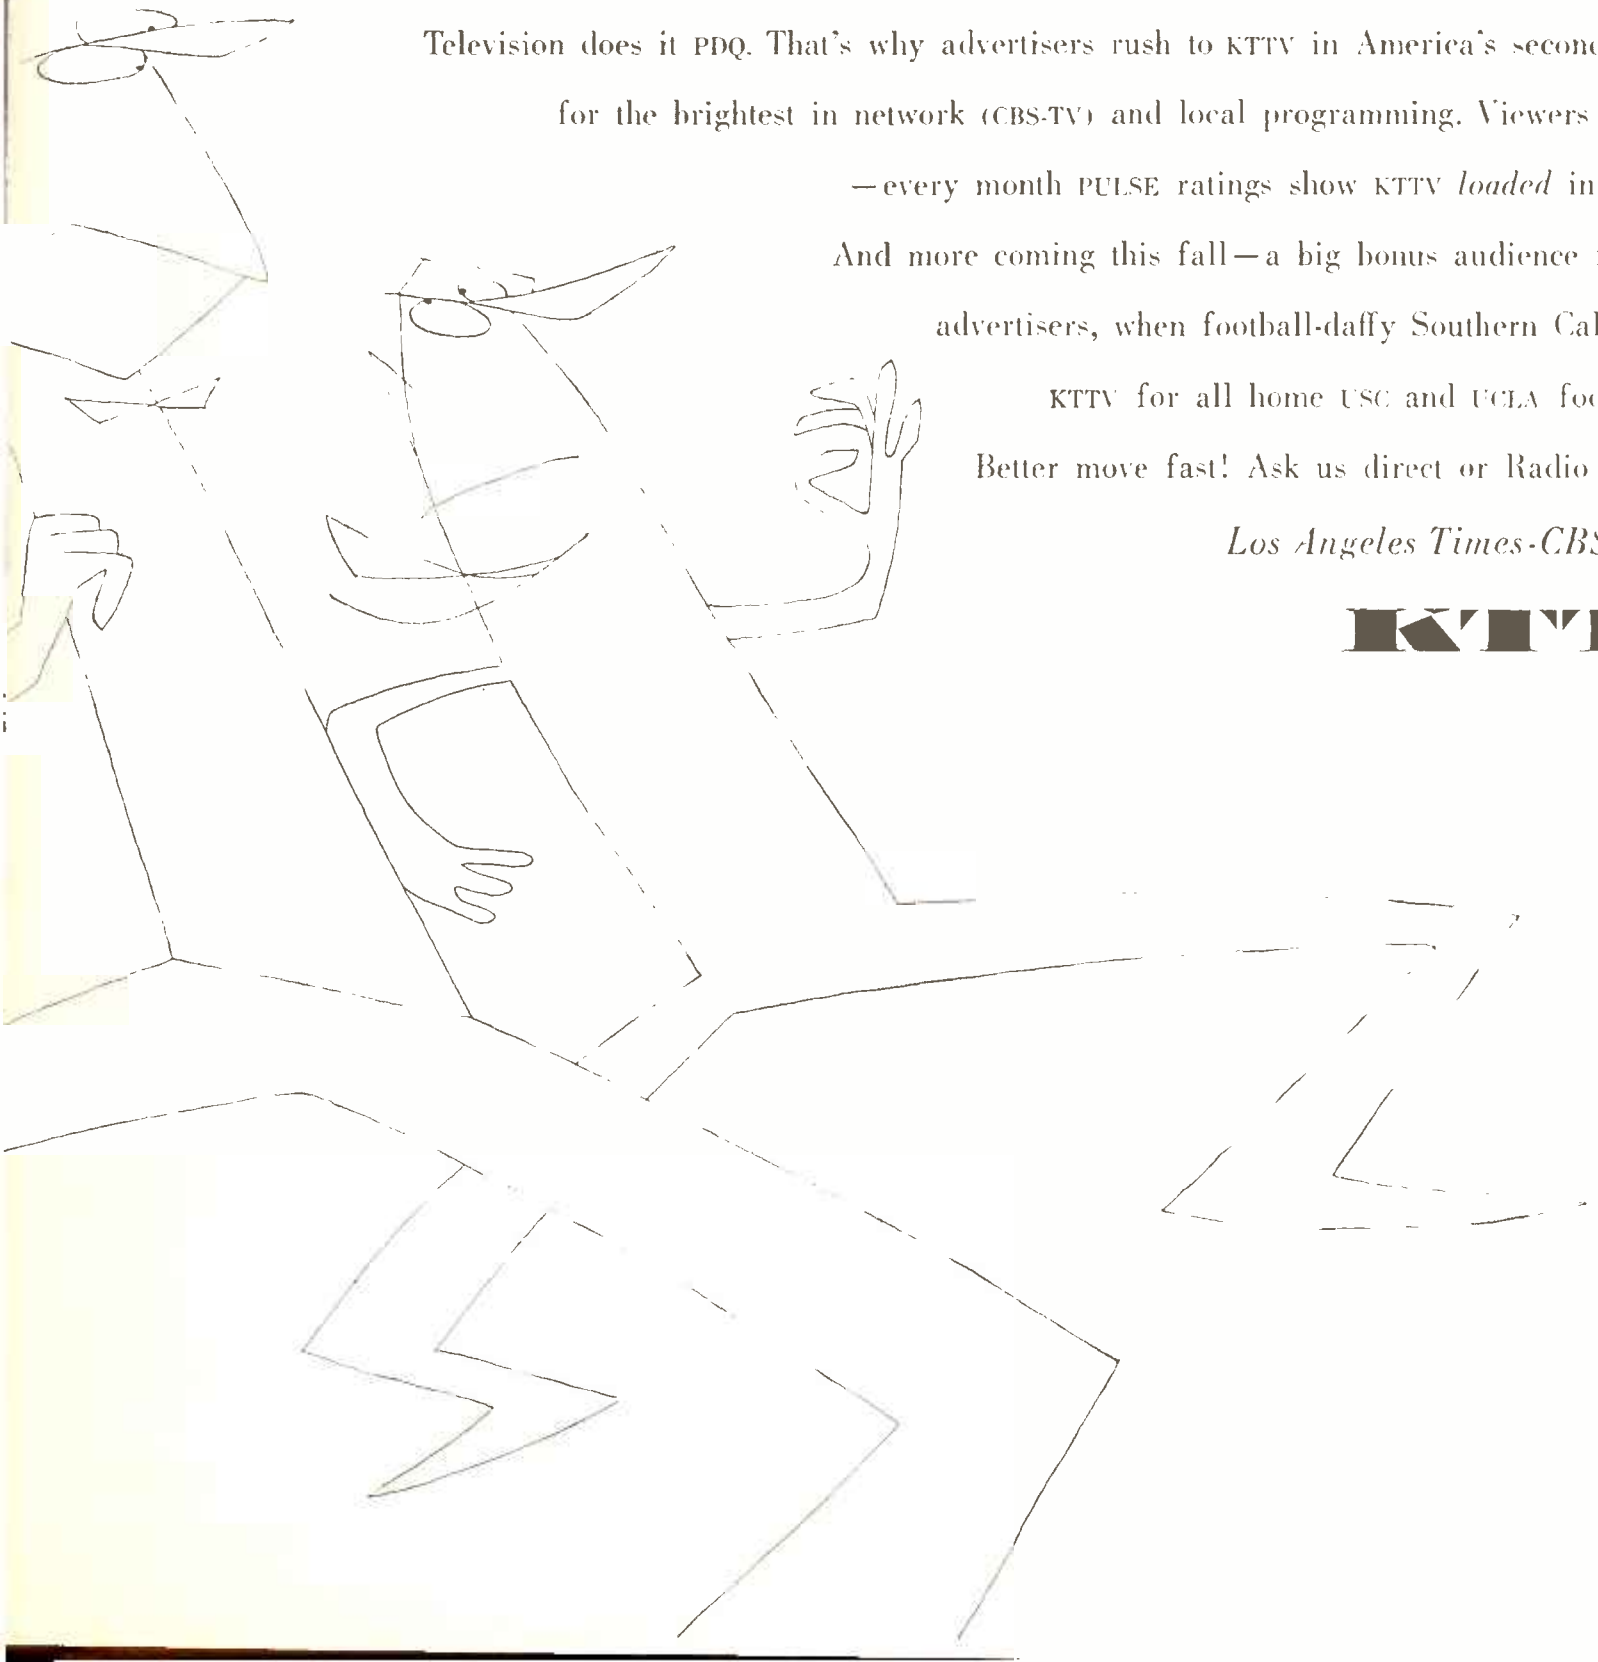 Television does it PDQ. That's why advertisers rush to KTTV in America's secon
for the brightest in network (CBS-TV) and local programming. Viewers
—every month PULSE ratings show KTTV loaded in
And more coming this fall—a big bonus audience
advertisers, when football-daffy Southern Cal
KTTV for all home USC and UCLA foo
Better move fast! Ask us direct or Radio
Los Angeles Times-CBS
KTT